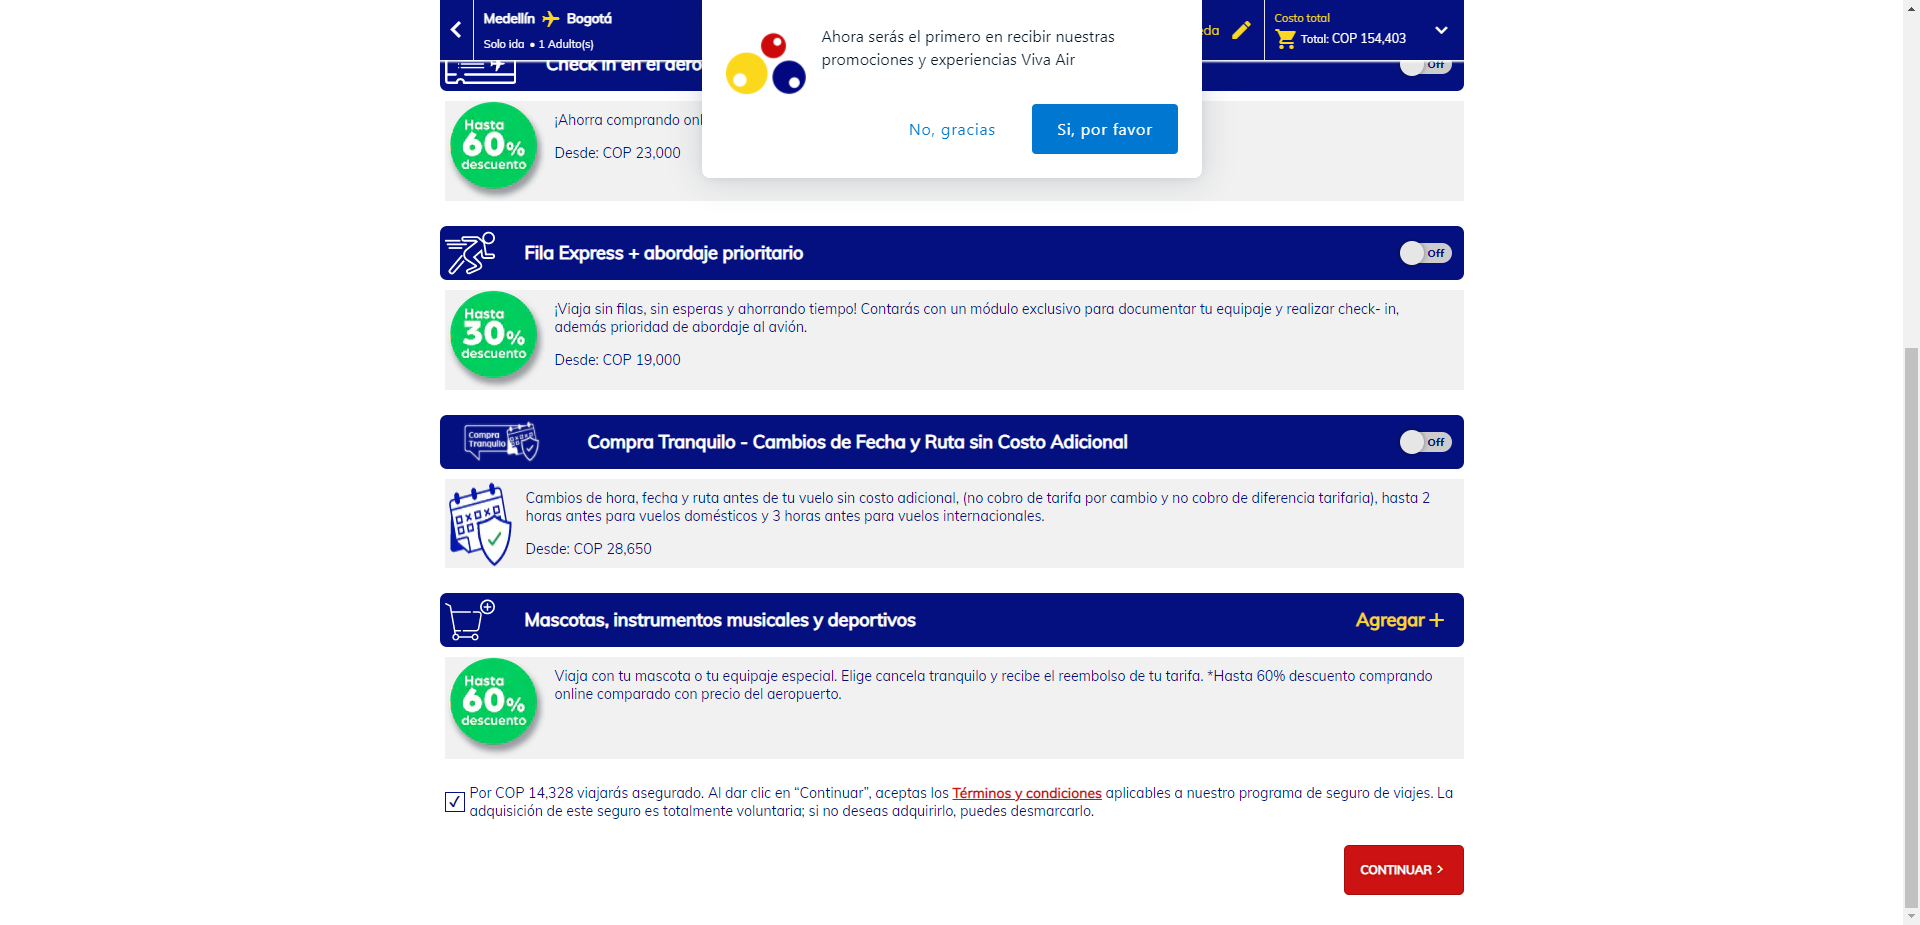 Medellín Bogotá
Solo ida • 1 Adulto(s)
Ahora serás el primero en recibir nuestras
promociones y experiencias Viva Air
No, gracias
Si, por favor
Costo total
Total: COP 154,403
Check in en el
Off
Hasta
60%
descuento
¡Ahorra comprando
Desde: COP 23,000
Fila Express + abordaje prioritario
Off
Hasta
30%
descuento
¡Viaja sin filas, sin esperas y ahorrando tiempo! Contarás con un módulo exclusivo para documentar tu equipaje y realizar check- in,
además prioridad de abordaje al avión.
Desde: COP 19,000
Compra
Tranquilo
Compra Tranquilo - Cambios de Fecha y Ruta sin Costo Adicional
Off
Cambios de hora, fecha y ruta antes de tu vuelo sin costo adicional, (no cobro de tarifa por cambio y no cobro de diferencia tarifaria), hasta 2
horas antes para vuelos domésticos y 3 horas antes para vuelos internacionales.
Desde: COP 28,650
Mascotas, instrumentos musicales y deportivos
Agregar +
Hasta
60%
descuento
Viaja con tu mascota o tu equipaje especial. Elige cancela tranquilo y recibe el reembolso de tu tarifa. *Hasta 60% descuento comprando
online comparado con precio del aeropuerto.
Por COP 14,328 viajarás asegurado. Al dar clic en “Continuar”, aceptas los Términos y condiciones aplicables a nuestro programa de seguro de viajes. La
adquisición de este seguro es totalmente voluntaria; si no deseas adquirirlo, puedes desmarcarlo.
CONTINUAR >